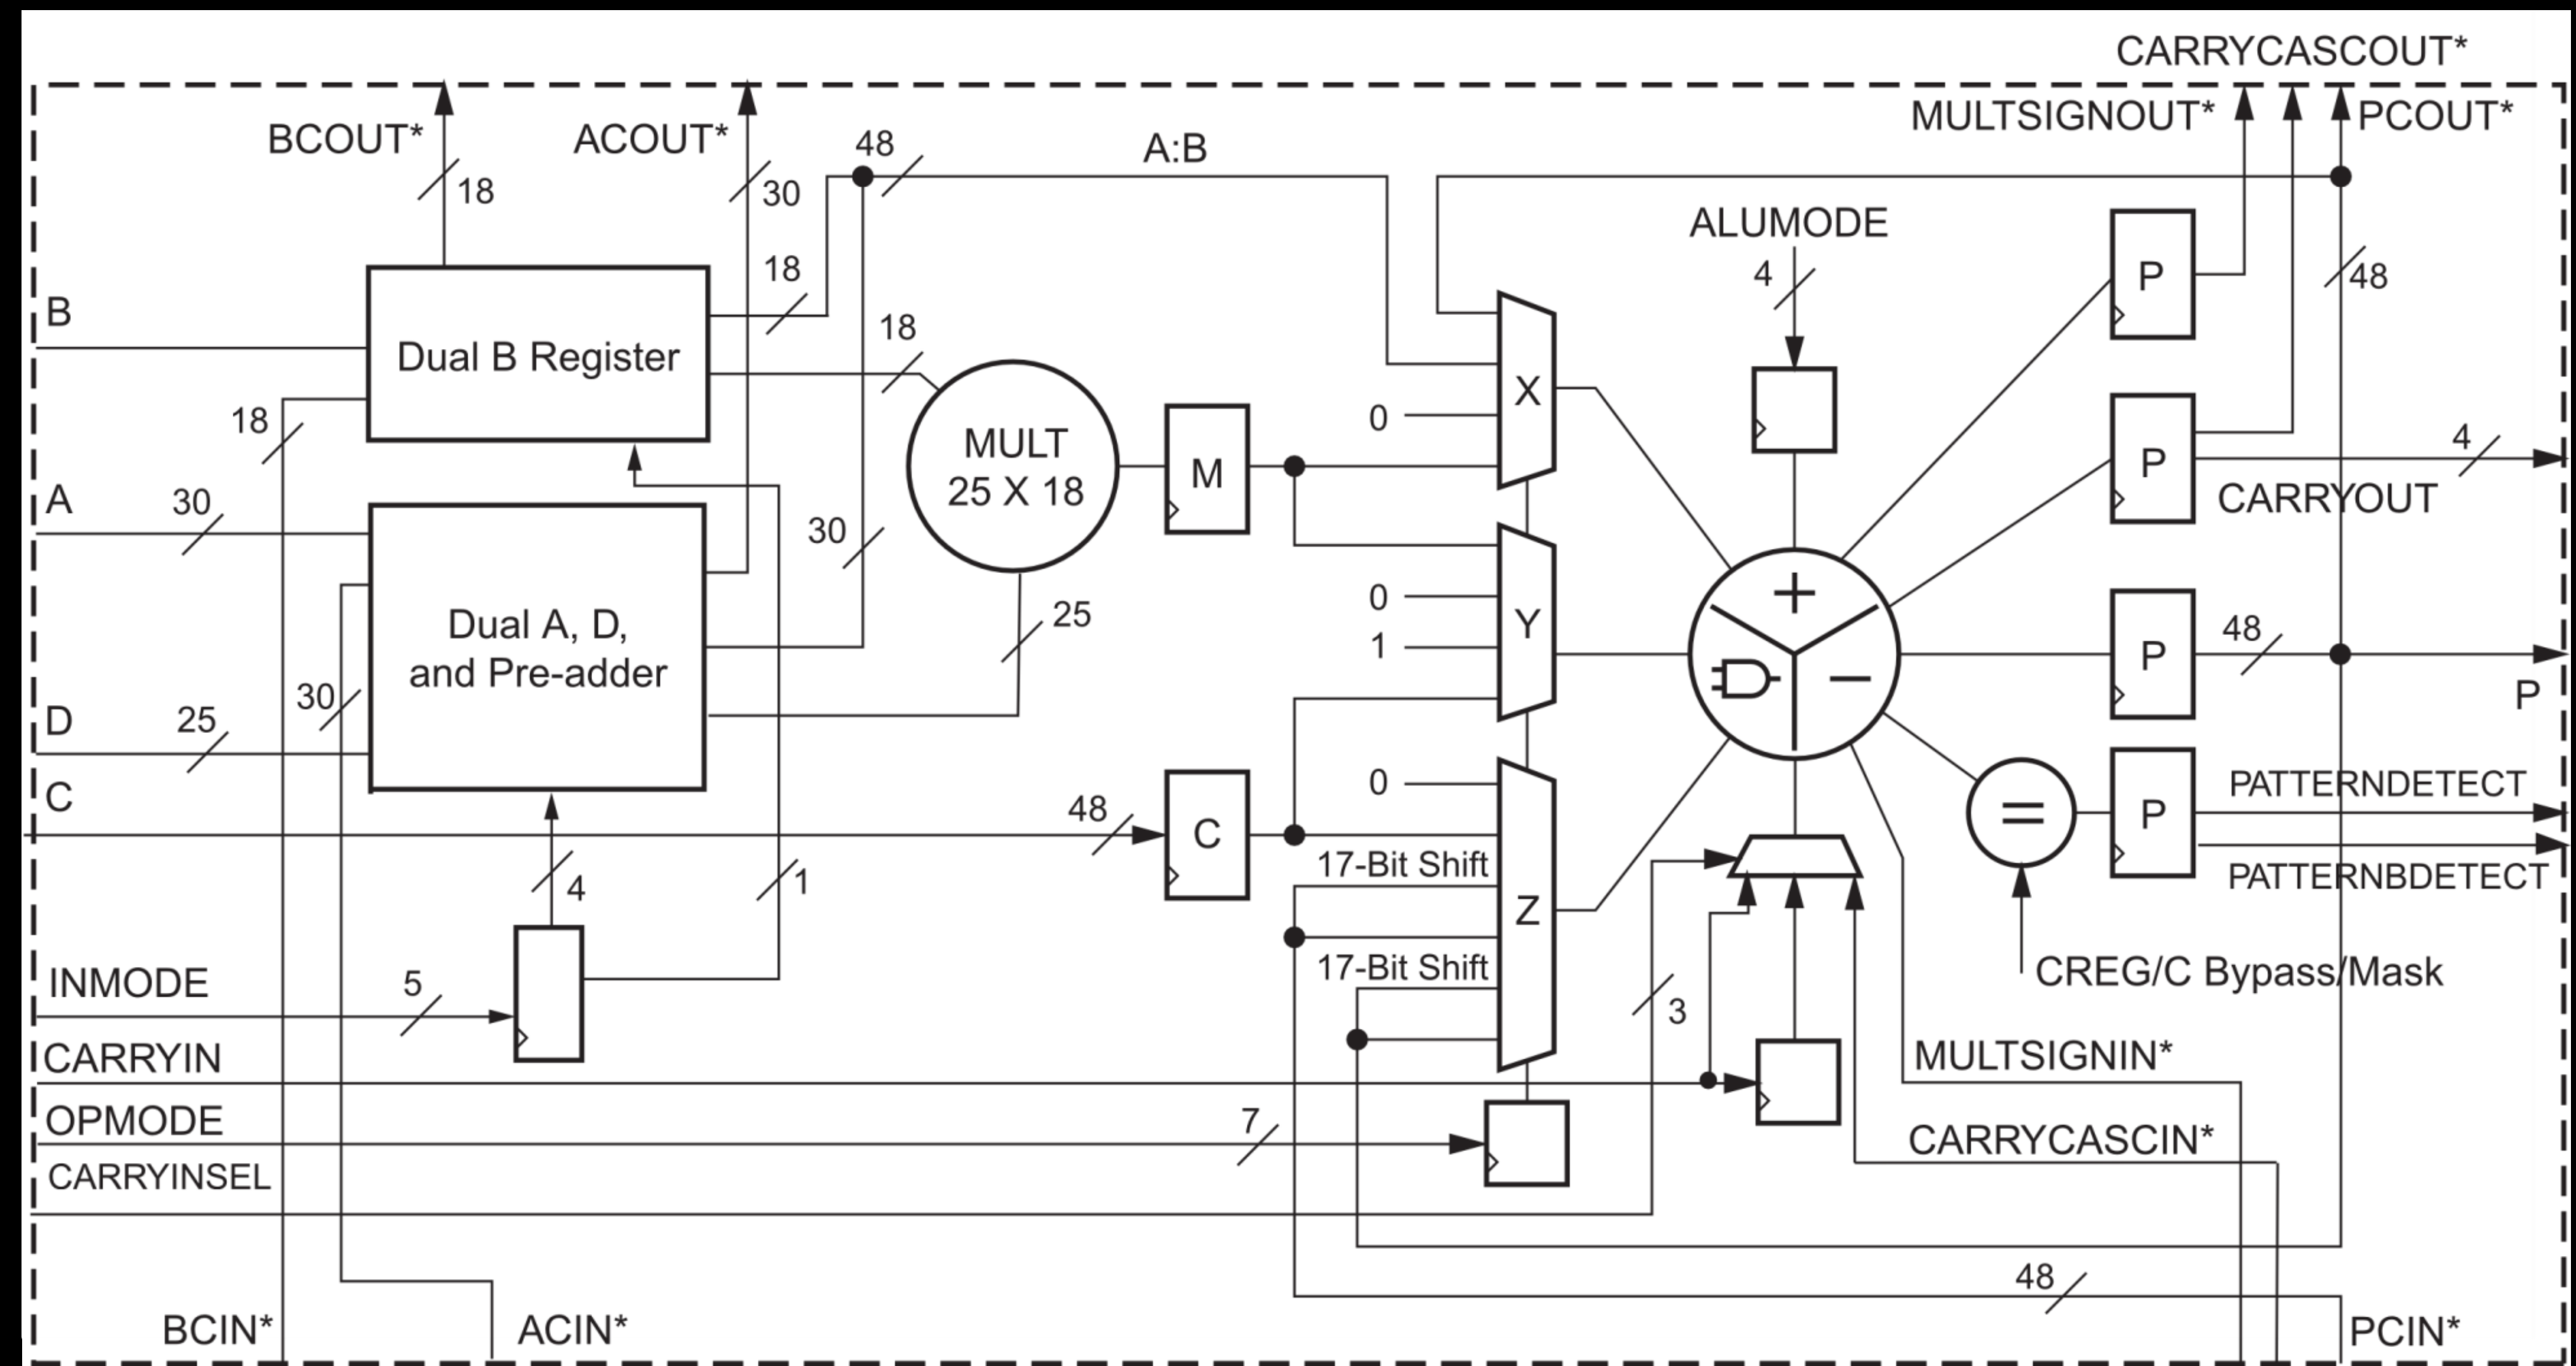 CARRYCASCOUT*
MULTSIGNOUT*
PCOUT*
BCOUT*
ACOUT*
48
A:B
18
30
ALUMODE
4
48
P
18
B
Dual B Register
18
18
MULT
25 X 18
M
0
X
P
4
CARRYOUT
A
30
30
Dual A, D,
and Pre-adder
25
0
1
Y
+
−
P
48
P
D
25
30
C
48
C
0
17-Bit Shift
Z
17-Bit Shift
=
P
PATTERNDETECT
PATTERNBDETECT
4
1
INMODE
5
3
CREG/C Bypass/Mask
CARRYIN
MULTSIGNIN*
OPMODE
7
CARRYCASCIN*
CARRYINSEL
48
BCIN*
ACIN*
PCIN*